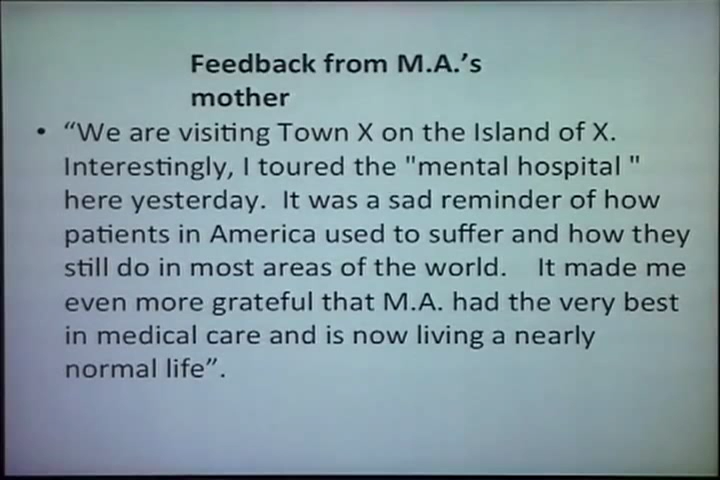 Feedback from M.A.'s
mother
• “We are visiting Town X on the Island of X.
Interestingly, I toured the "mental hospital "
here yesterday.  It was a sad reminder of how
patients in America used to suffer and how they
still do in most areas of the world.   It made me
even more grateful that M.A. had the very best
in medical care and is now living a nearly
normal life”.